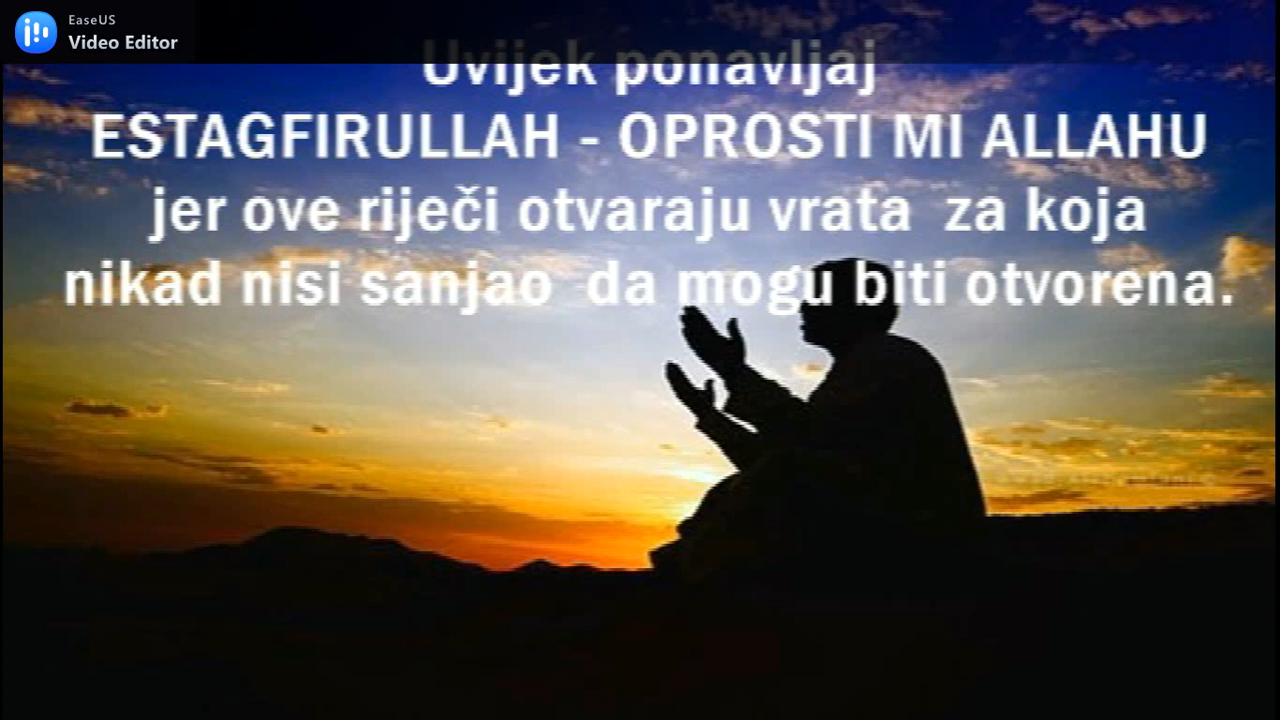 EaseUS
Video Editor
Uvijek ponavljaj
ESTAGFIRULLAH - OPROSTI MI ALLAHU
jer ove riječi otvaraju vrata za koja
nikad nisi sanjao da mogu biti otvorena.